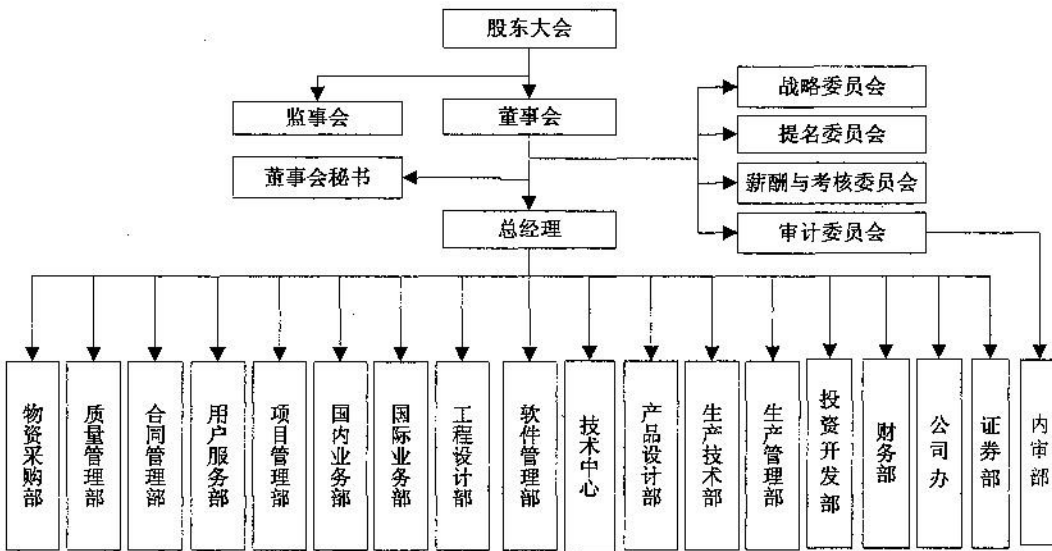 股东大会
监事会
董事会
战略委员会
提名委员会
董事会秘书
薪酬与考核委员会
总经理
审计委员会
物资采购部
质量管理部
合同管理部
用户服务部
项目管理部
国内业务部
国际业务部
工程设计部
软件管理部
技术中心
产品设计部
生产技术部
生产管理部
投资开发部
财务部
公司办
证券部
内审部